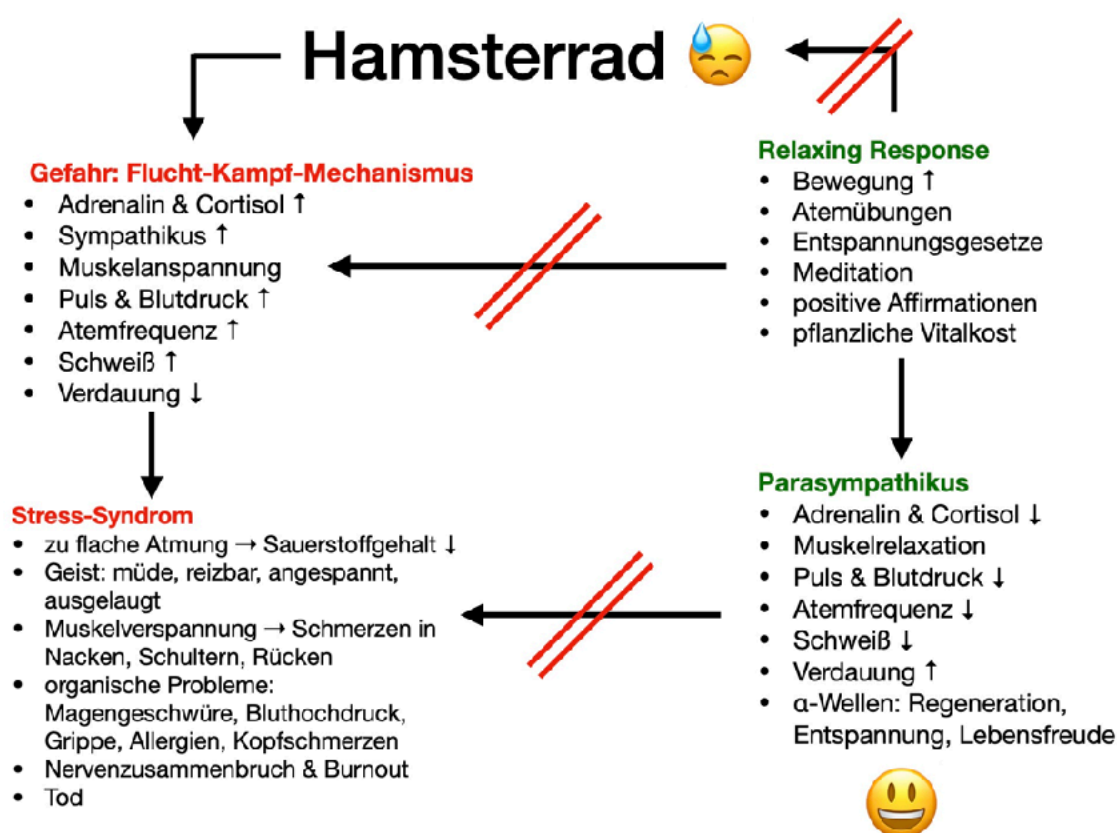 Hamsterrad 😓
Gefahr: Flucht-Kampf-Mechanismus
• Adrenalin & Cortisol ↑
• Sympathikus ↑
• Muskelanspannung
• Puls & Blutdruck ↑
• Atemfrequenz ↑
• Schweiß ↑
• Verdauung ↓
Stress-Syndrom
• zu flache Atmung → Sauerstoffgehalt ↓
• Geist: müde, reizbar, angespannt,
ausgelaugt
• Muskelverspannung → Schmerzen in
Nacken, Schultern, Rücken
• organische Probleme:
Magengeschwüre, Bluthochdruck,
Grippe, Allergien, Kopfschmerzen
• Nervenzusammenbruch & Burnout
• Tod
Relaxing Response
• Bewegung ↑
• Atemübungen
• Entspannungsgesetze
• Meditation
• positive Affirmationen
• pflanzliche Vitalkost
Parasympathikus
• Adrenalin & Cortisol ↓
• Muskelrelaxation
• Puls & Blutdruck ↓
• Atemfrequenz ↓
• Schweiß ↓
• Verdauung ↑
• α-Wellen: Regeneration,
Entspannung, Lebensfreude